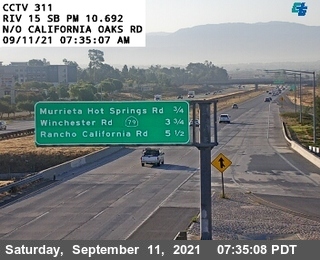 CCTV 311
RIV 15 SB PM 10.692
N/O CALIFORNIA OAKS RD
09/11/21 07:35:07 AM
Murrieta Hot Springs Rd 3/4
Winchester Rd 79 3 3/4
Rancho California Rd 5 1/2
Saturday, September 11, 2021 07:35:08 PDT